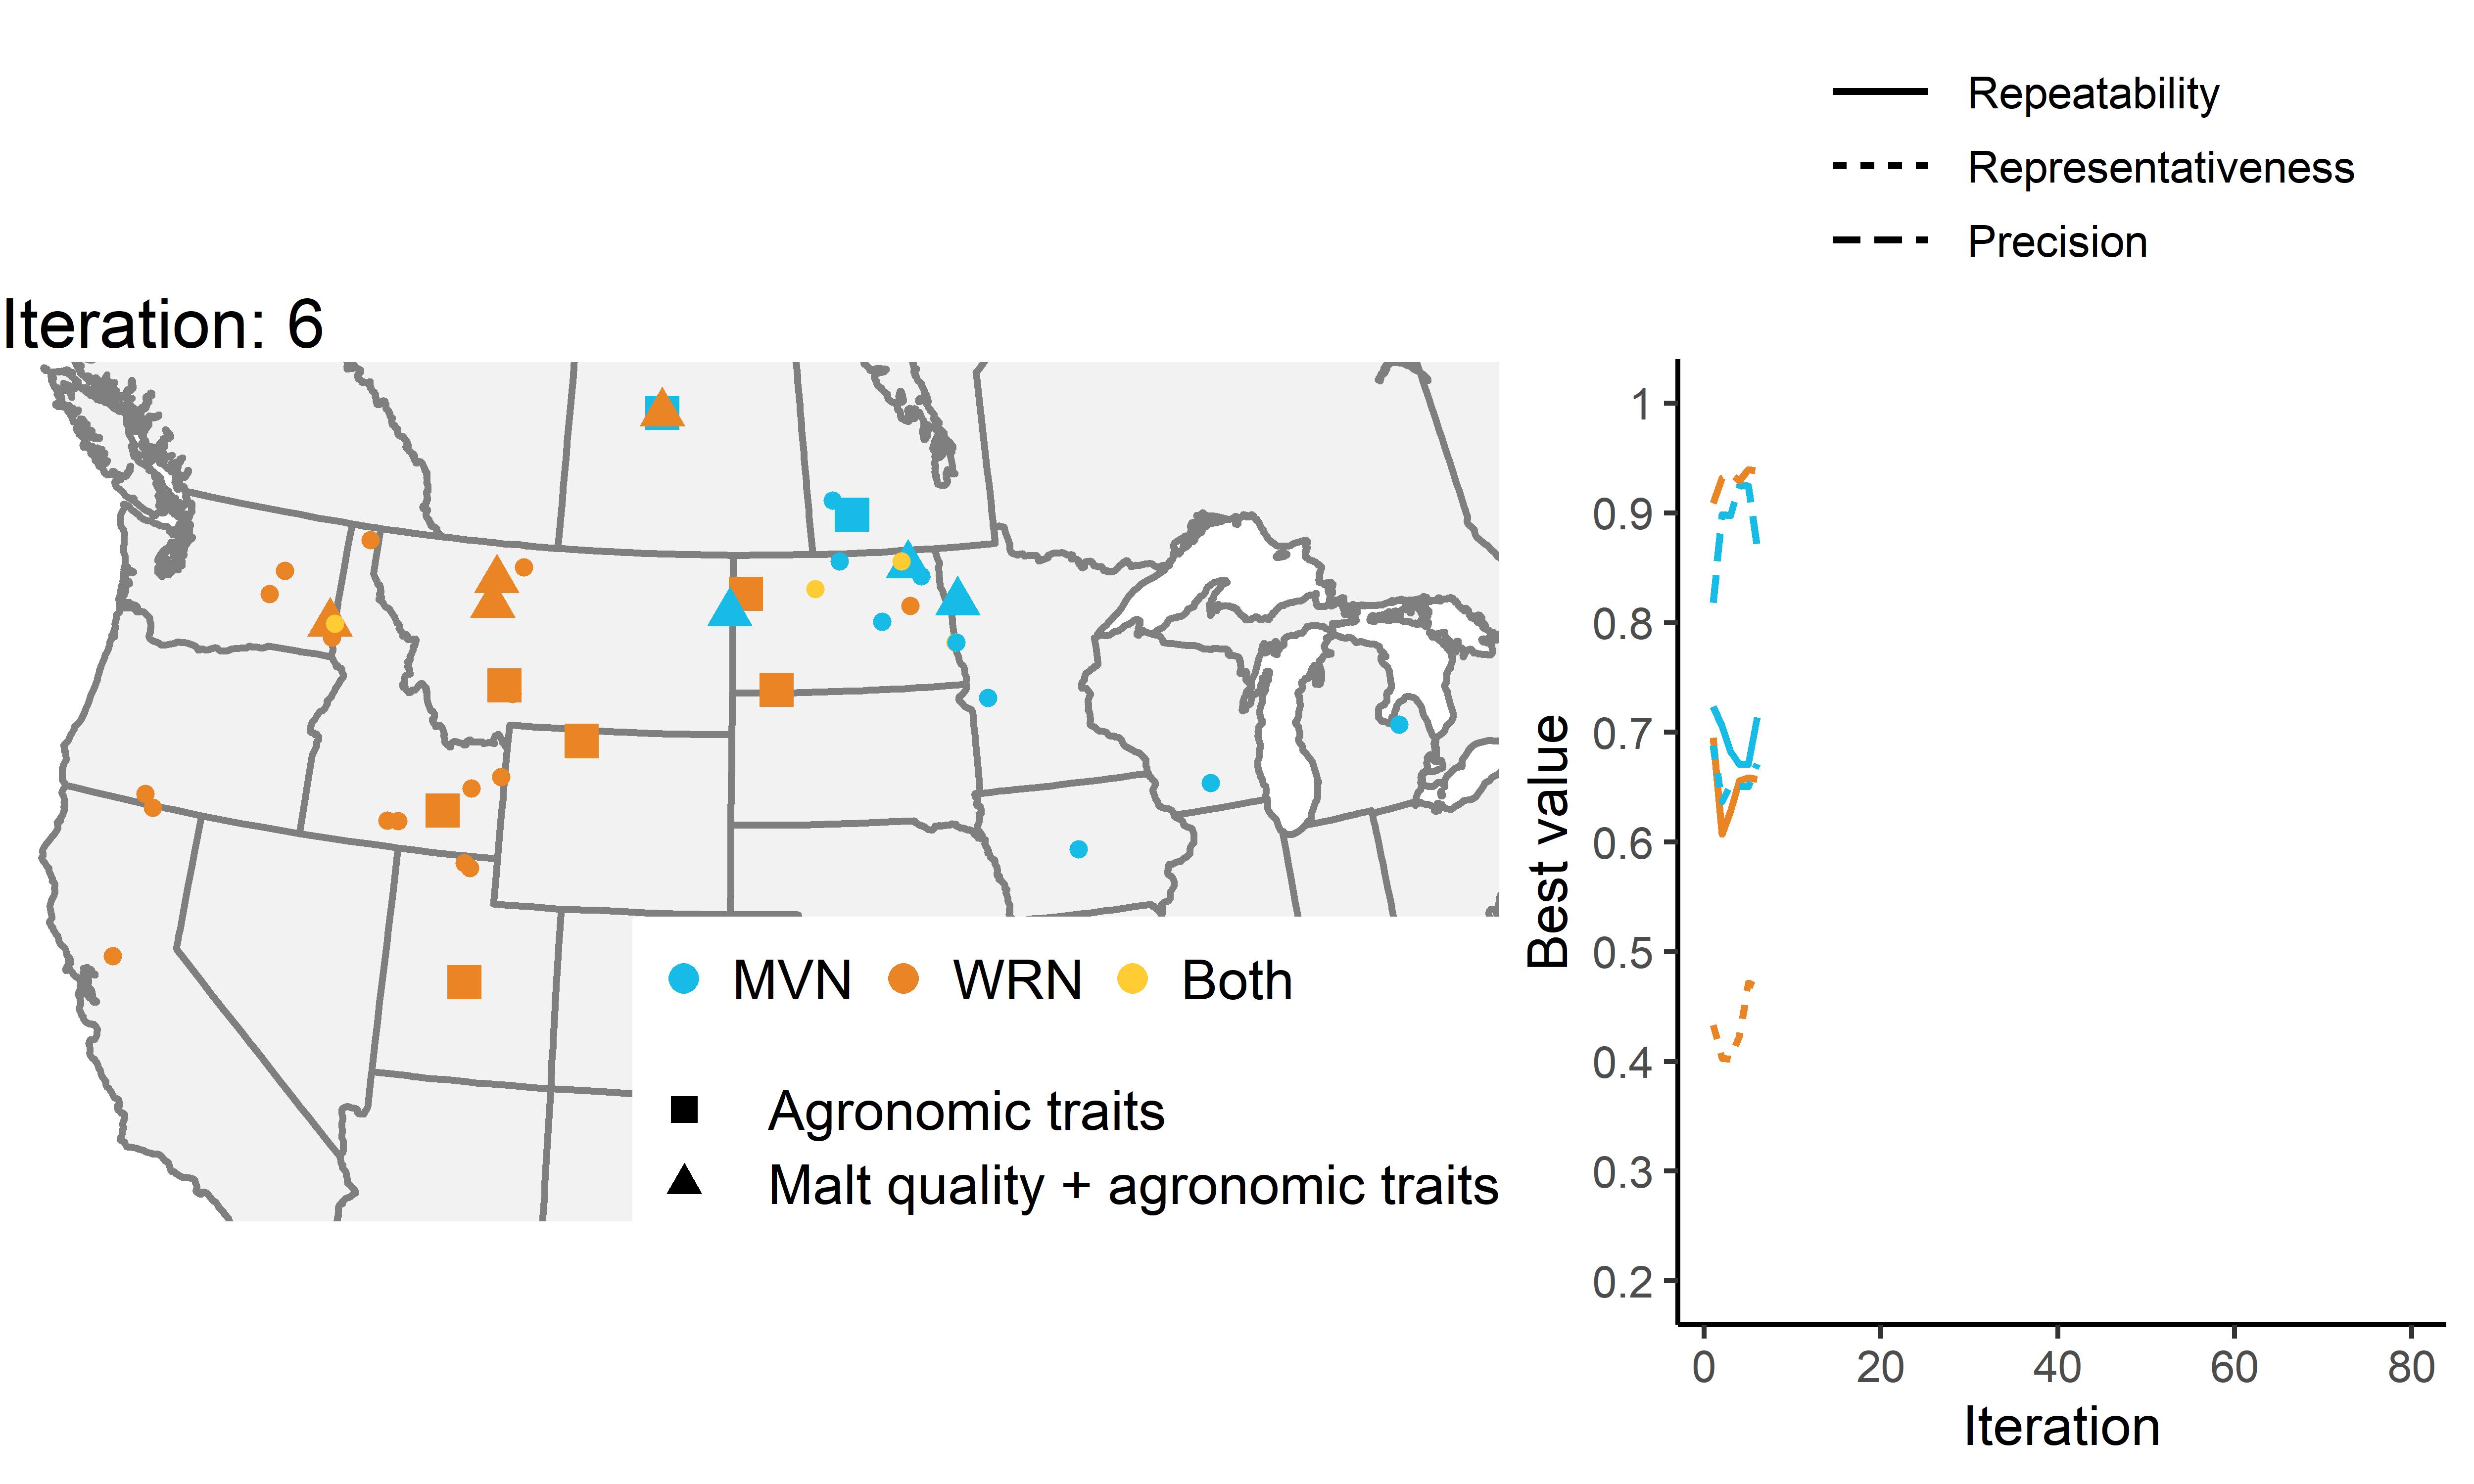 Repeatability
Representativeness
Precision
Iteration: 6
MVN WRN Both
Agronomic traits
Malt quality + agronomic traits
Best value
1
0.9
0.8
0.7
0.6
0.5
0.4
0.3
0.2
0 20 40 60 80
Iteration